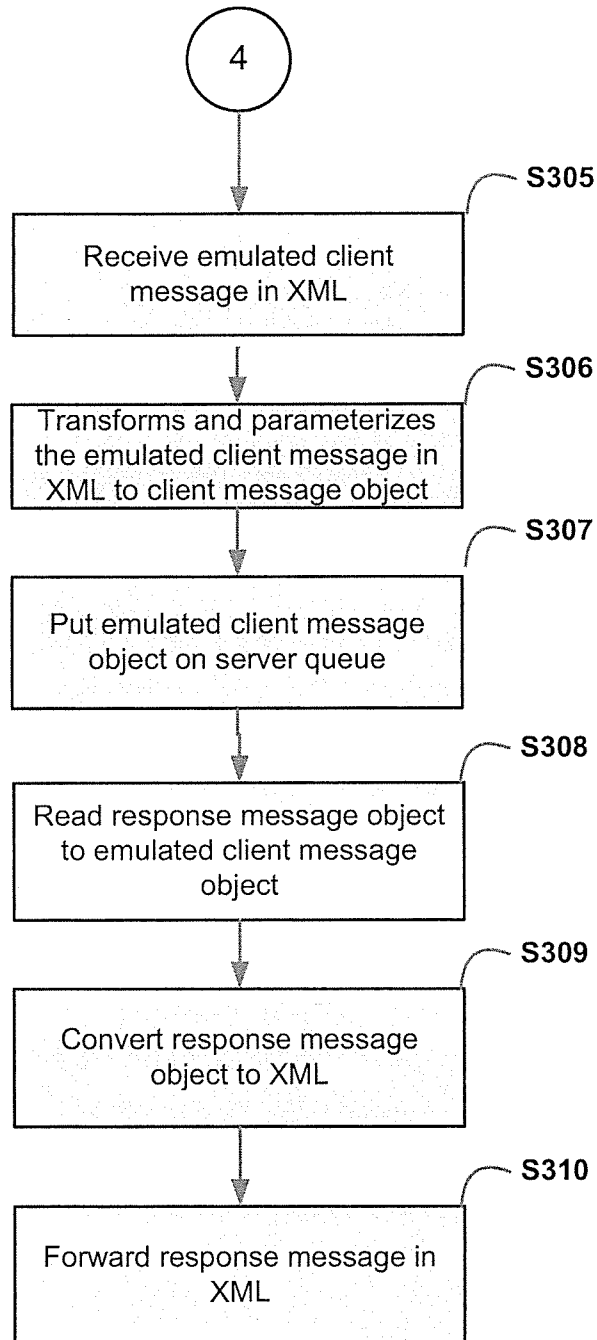 4
S305
Receive emulated client
message in XML
S306
Transforms and parameterizes
the emulated client message in
XML to client message object
S307
Put emulated client message
object on server queue
S308
Read response message object
to emulated client message
object
S309
Convert response message
object to XML
S310
Forward response message in
XML